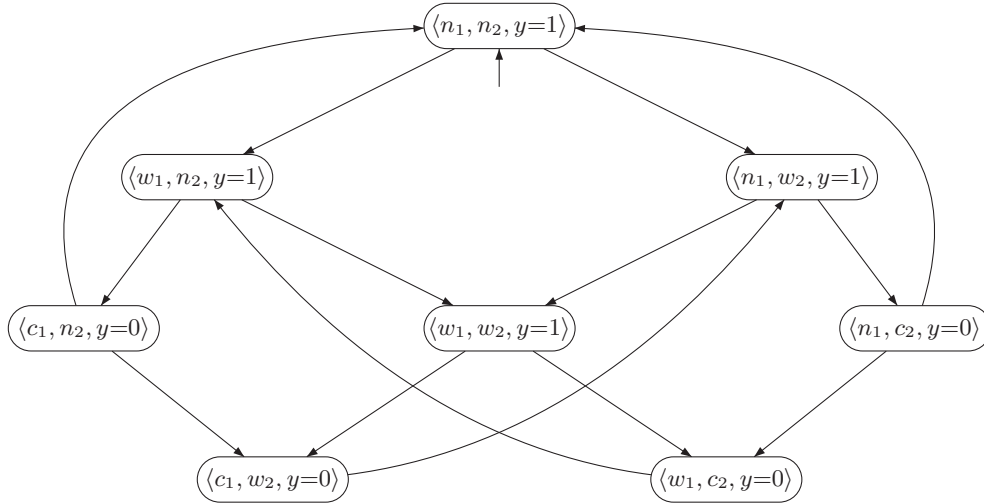 ⟨n₁, n₂, y=1⟩
⟨w₁, n₂, y=1⟩
⟨n₁, w₂, y=1⟩
⟨c₁, n₂, y=0⟩
⟨w₁, w₂, y=1⟩
⟨n₁, c₂, y=0⟩
⟨c₁, w₂, y=0⟩
⟨w₁, c₂, y=0⟩